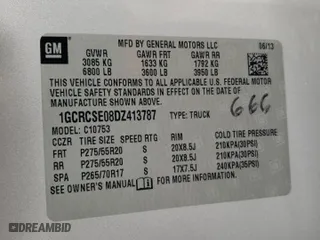 GM
MFD BY GENERAL MOTORS LLC
06/13
GVWR GAWR FRT GAWR RR
3085 KG 1633 KG 1792 KG
6800 LB 3600 LB 3950 LB
THIS VEHICLE CONFORMS TO ALL APPLICABLE U.S. FEDERAL MOTOR
VEHICLE SAFETY STANDARDS IN EFFECT ON THE DATE OF
MANUFACTURE SHOWN ABOVE.
1GCRCSE08DZ413787 TYPE: TRUCK
666
C10753
CCZR TIRE SIZE SPEED RTG RIM COLD TIRE PRESSURE
FRT P275/55R20 S 20X8.5J 210KPA(30PSI)
RR P275/55R20 S 20X8.5J 210KPA(30PSI)
SPA P265/70R17 S 17X7.5J 240KPA(35PSI)
SEE OWNER'S MANUAL FOR MORE INFORMATION.
DREAMBID